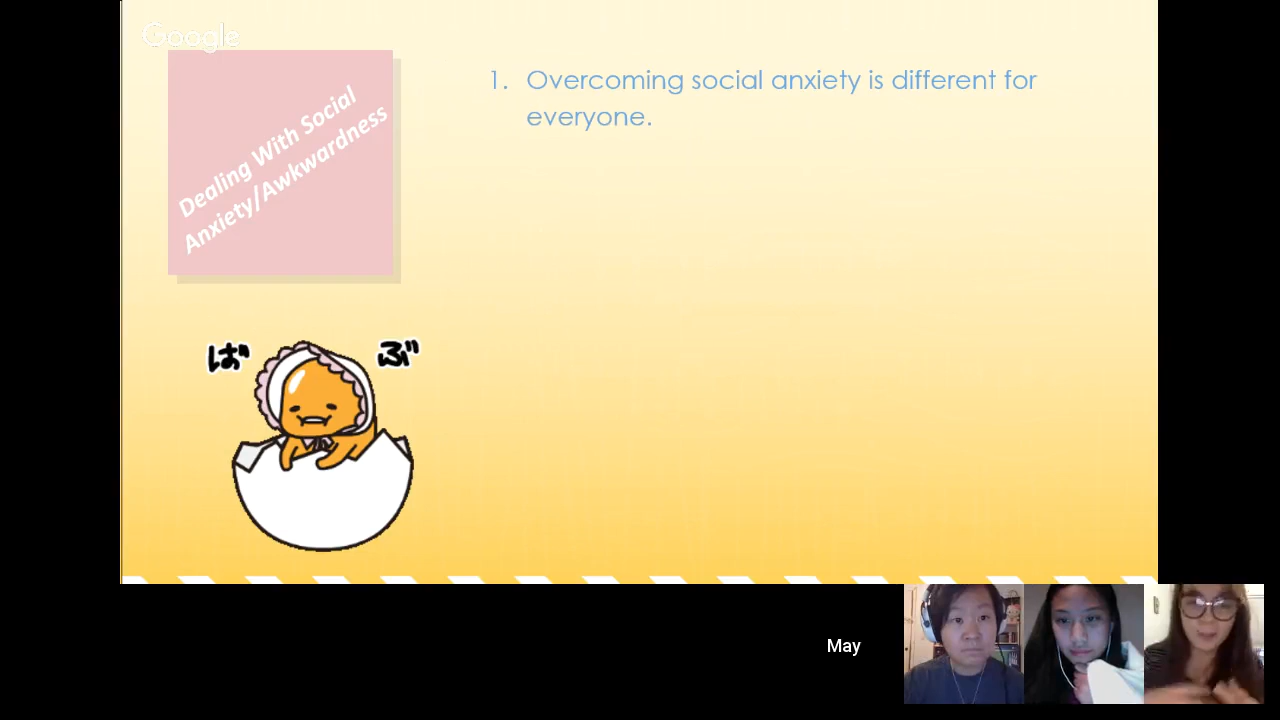 Google
Dealing With Social
Anxiety/Awkwardness
1. Overcoming social anxiety is different for
everyone.
ば ぶ
May